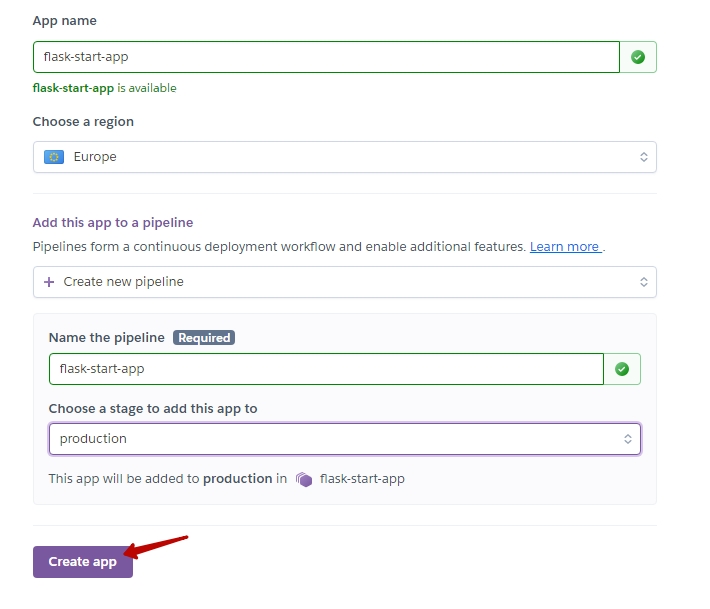 App name
flask-start-app
flask-start-app is available
Choose a region
Europe
Add this app to a pipeline
Pipelines form a continuous deployment workflow and enable additional features. Learn more .
Create new pipeline
Name the pipeline Required
flask-start-app
Choose a stage to add this app to
production
This app will be added to production in flask-start-app
Create app